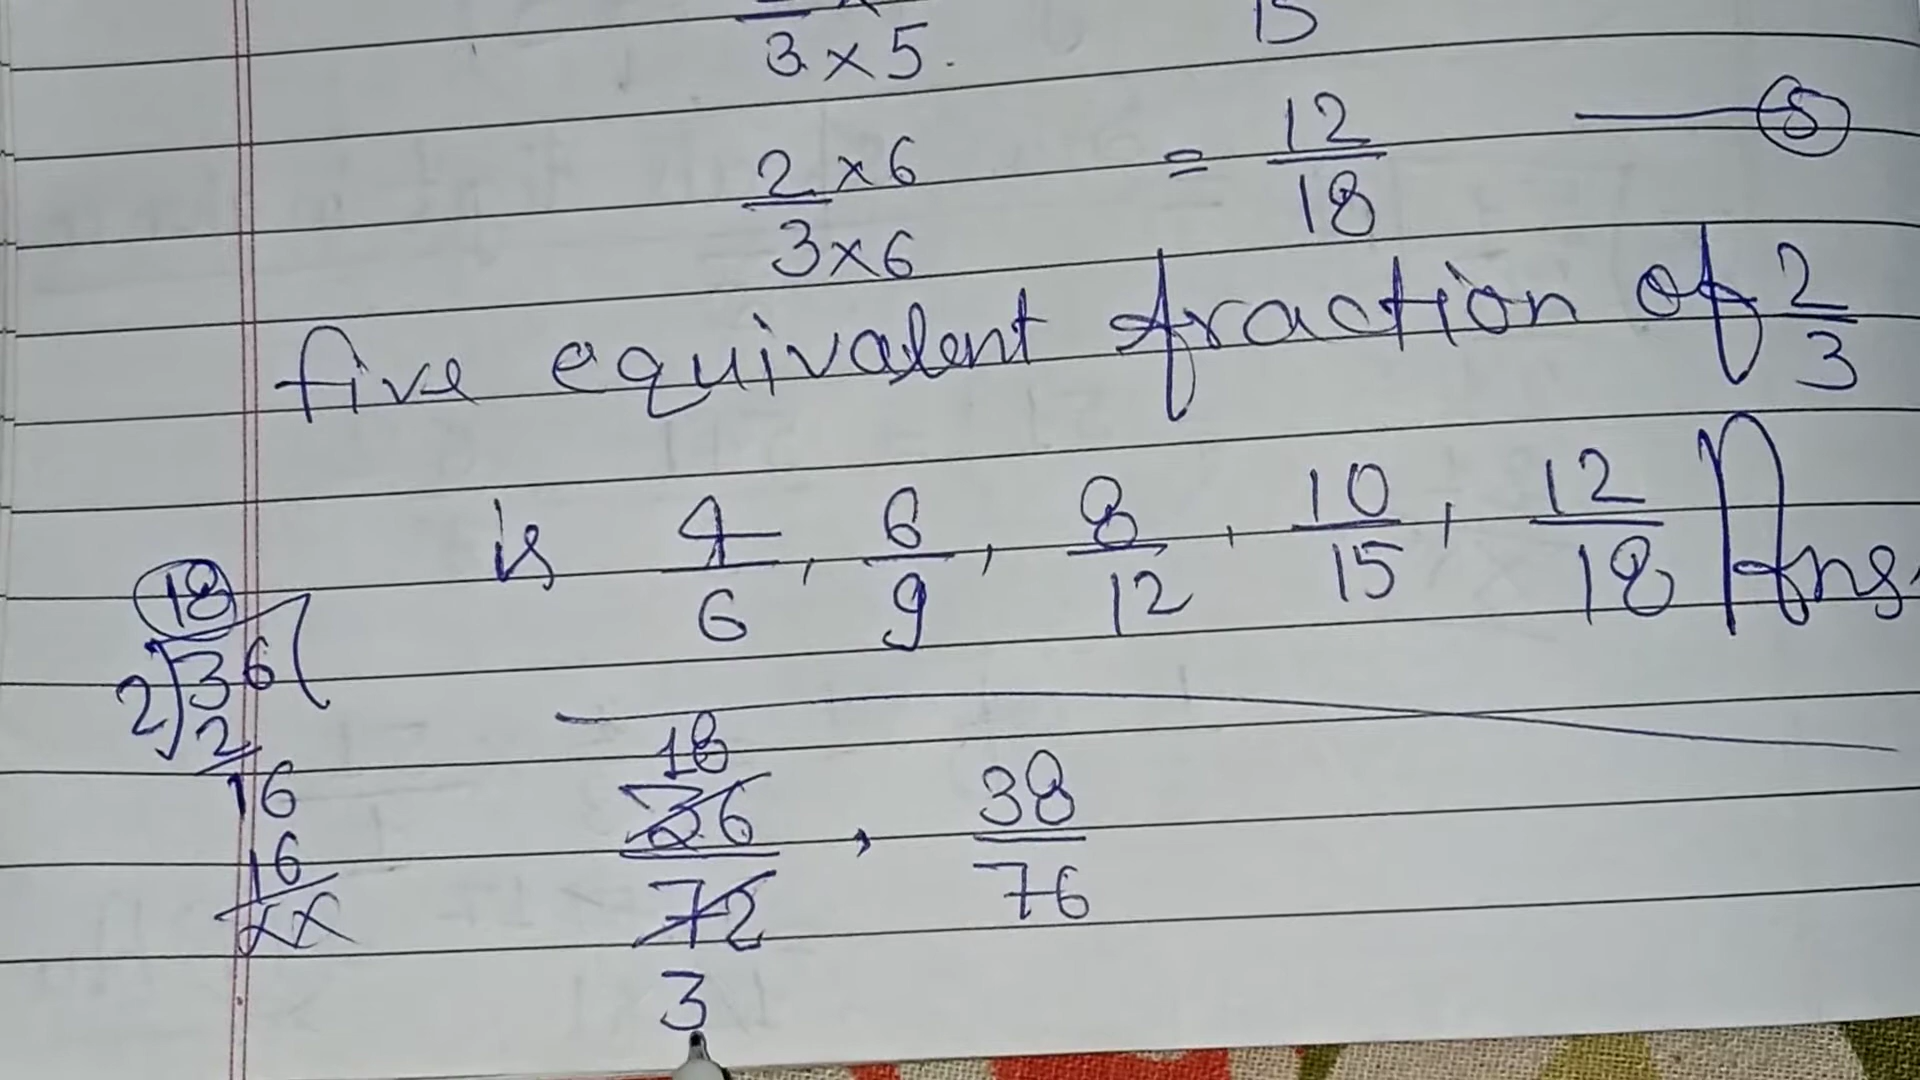 3 × 5 15
2 × 6 = 12 — 5
3 × 6 18
five equivalent fraction of 2/3
is 4/6, 6/9, 8/12, 10/15, 12/18 Ans.
18
2)36(
2
16
16
xx
18
36 , 38
72 76
3